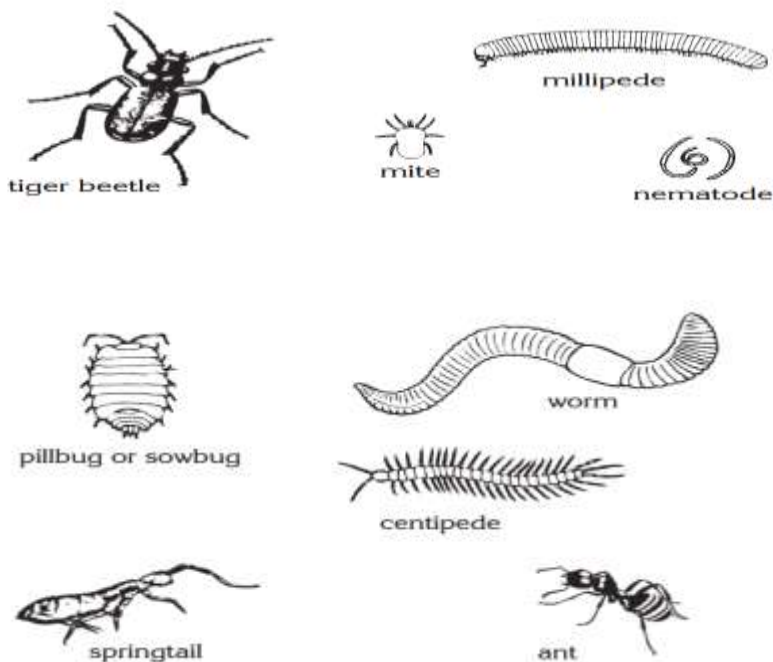 millipede
mite
tiger beetle
nematode
worm
pillbug or sowbug
centipede
springtail
ant